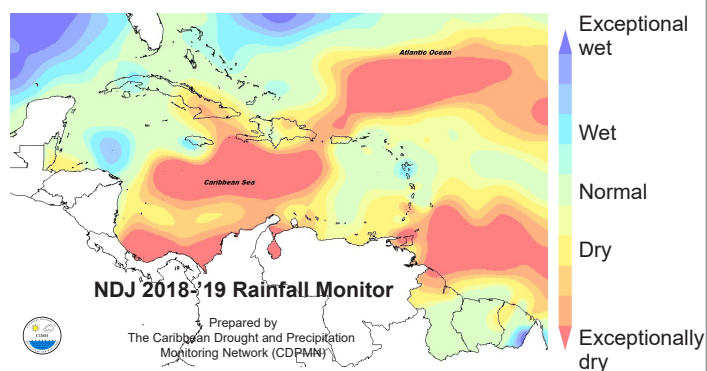 Atlantic Ocean
Caribbean Sea
NDJ 2018-'19 Rainfall Monitor
Prepared by
The Caribbean Drought and Precipitation
Monitoring Network (CDPMN)
CIMH
Exceptional
wet
Wet
Normal
Dry
Exceptionally
dry